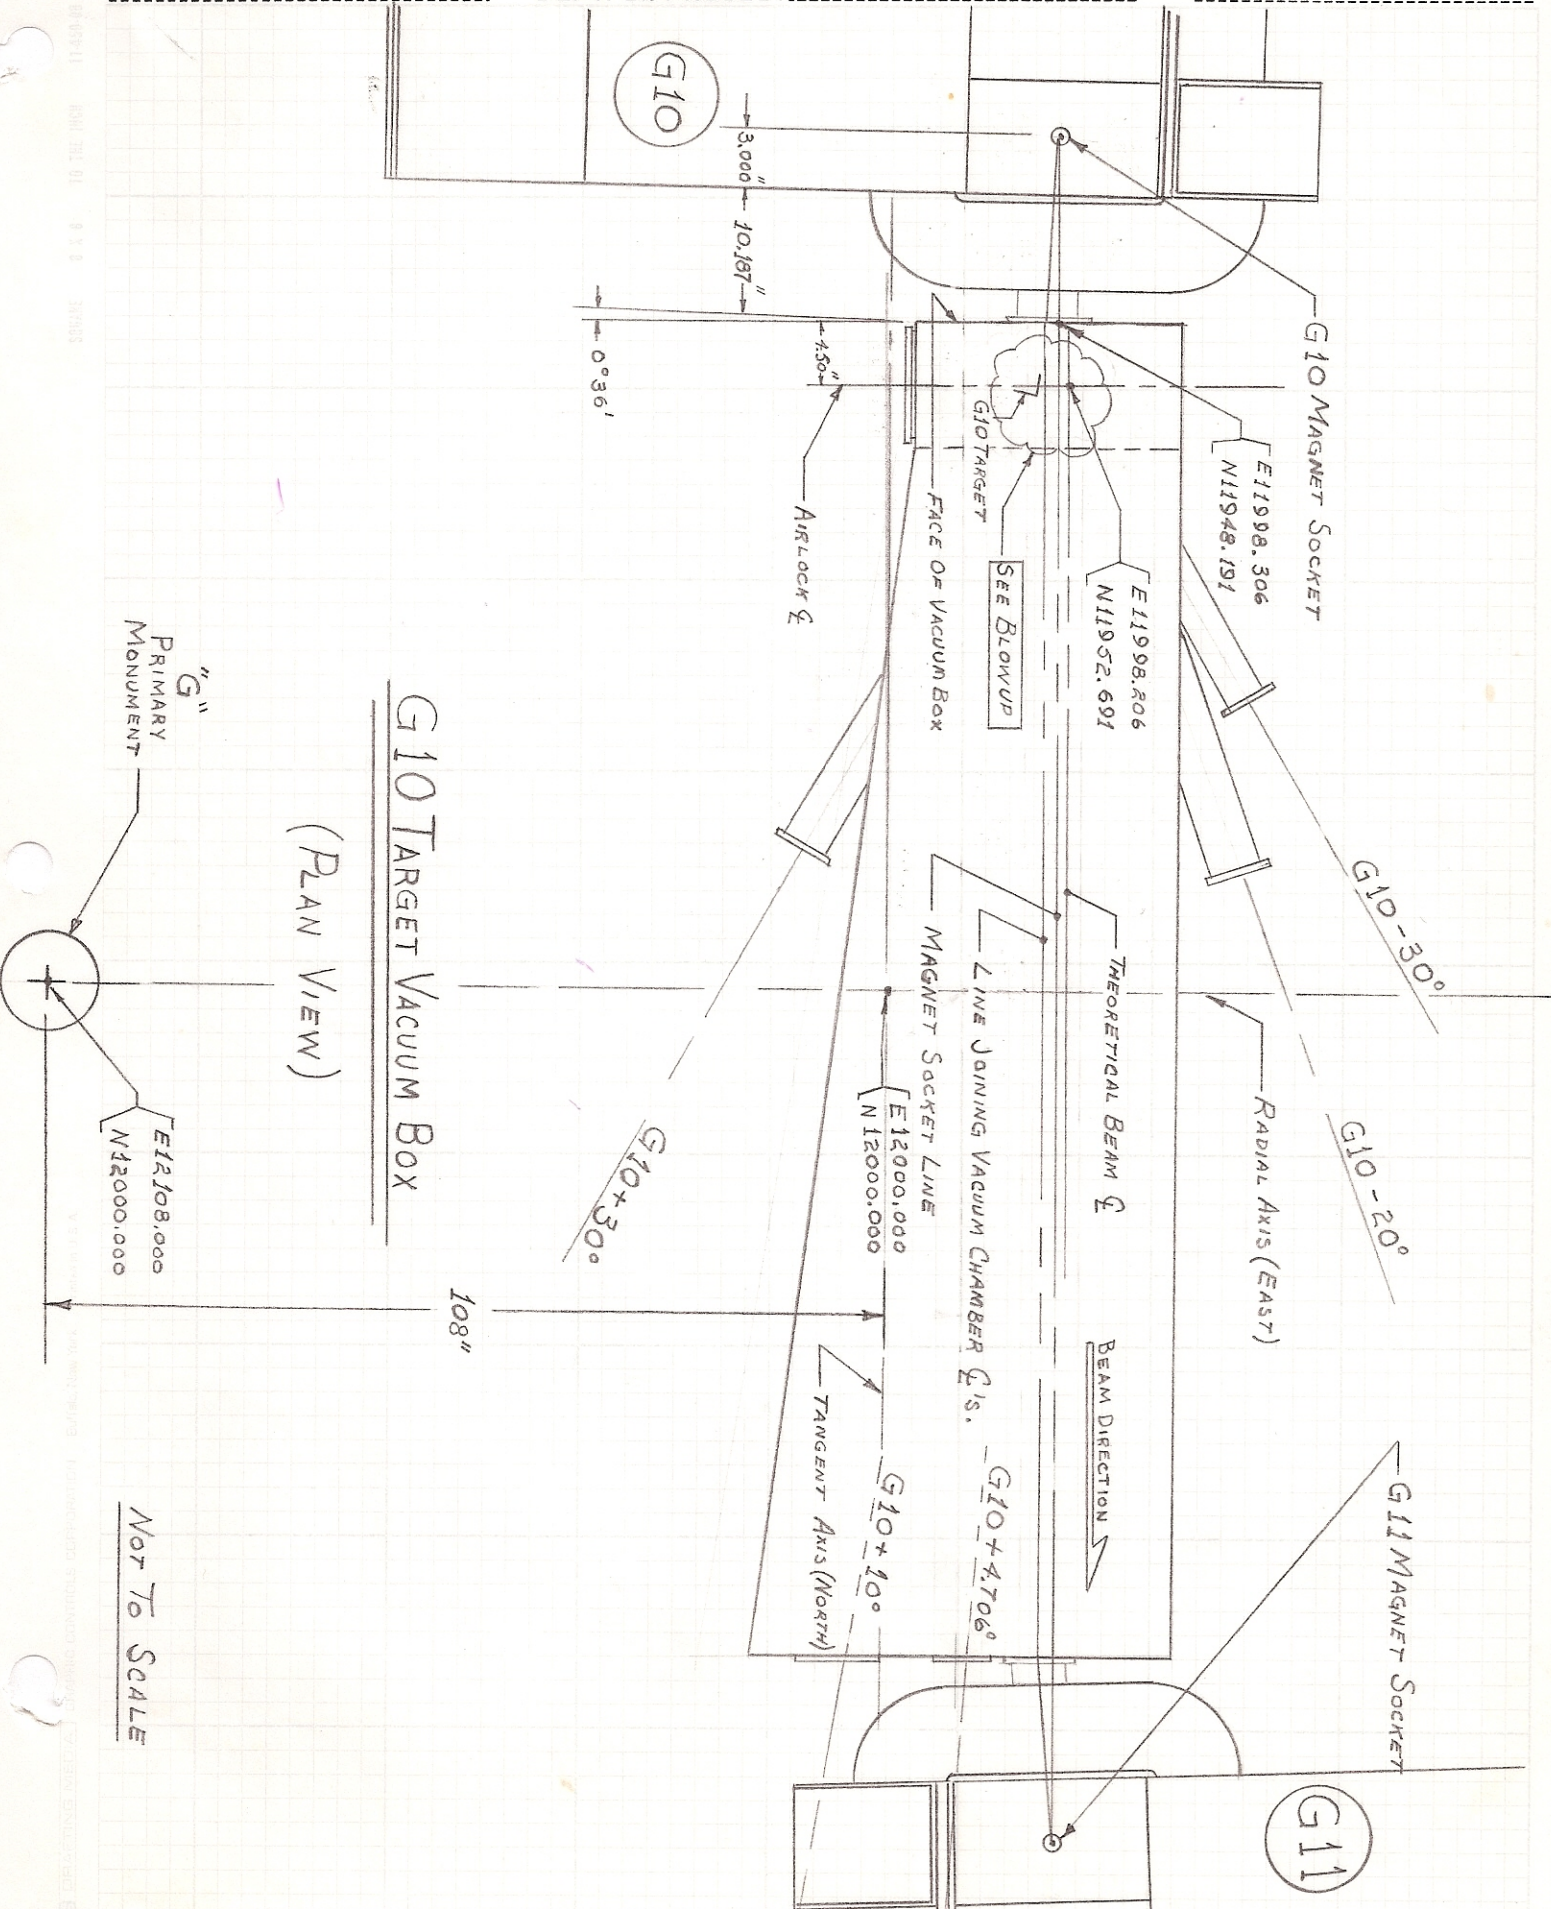 G10
3.000"
10.187"
0°36'
4.50"
AIRLOCK ℄
G10 TARGET
FACE OF VACUUM BOX
SEE BLOWUP
E11998.206
N11952.691
E11998.306
N11948.191
G10 MAGNET SOCKET
G10-30°
G10-20°
RADIAL AXIS (EAST)
THEORETICAL BEAM ℄
LINE JOINING VACUUM CHAMBER ℄'s.
MAGNET SOCKET LINE
E12000.000
N12000.000
BEAM DIRECTION
G11 MAGNET SOCKET
G10+4.706°
G10+10°
TANGENT AXIS (NORTH)
G10+30°
108"
G11
G10 TARGET VACUUM BOX
(PLAN VIEW)
"G"
PRIMARY
MONUMENT
E12108.000
N12000.000
NOT TO SCALE